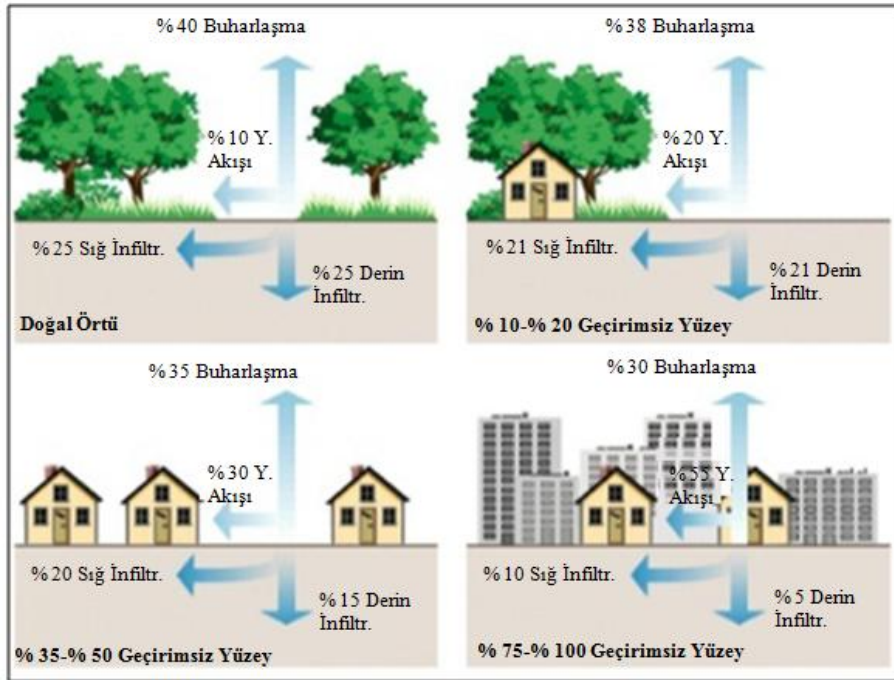 %40 Buharlaşma
%10 Y.
Akışı
%25 Sığ İnfiltr.
%25 Derin
İnfiltr.
Doğal Örtü
%38 Buharlaşma
%20 Y.
Akışı
%21 Sığ İnfiltr.
%21 Derin
İnfiltr.
% 10-% 20 Geçirimsiz Yüzey
%35 Buharlaşma
%30 Y.
Akışı
%20 Sığ İnfiltr.
%15 Derin
İnfiltr.
% 35-% 50 Geçirimsiz Yüzey
%30 Buharlaşma
%55 Y.
Akışı
%10 Sığ İnfiltr.
%5 Derin
İnfiltr.
% 75-% 100 Geçirimsiz Yüzey